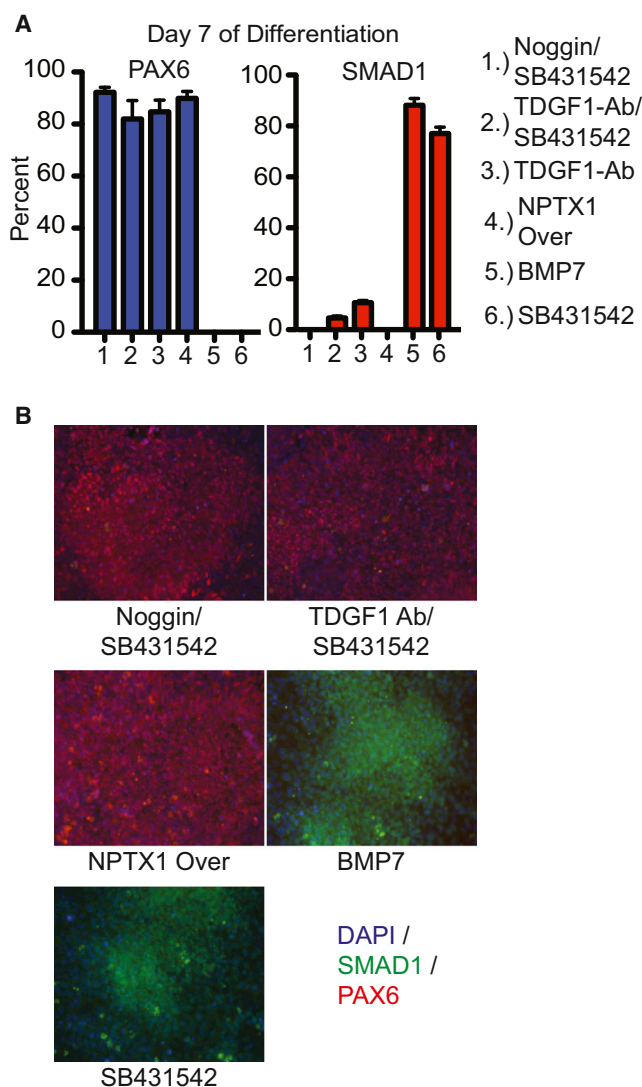 A
Day 7 of Differentiation
PAX6
SMAD1
Percent
100
80
60
40
20
0
1 2 3 4 5 6
100
80
60
40
20
0
1 2 3 4 5 6
1.) Noggin/
SB431542
2.) TDGF1-Ab/
SB431542
3.) TDGF1-Ab
4.) NPTX1
Over
5.) BMP7
6.) SB431542
B
Noggin/
SB431542
TDGF1 Ab/
SB431542
NPTX1 Over
BMP7
SB431542
DAPI /
SMAD1 /
PAX6